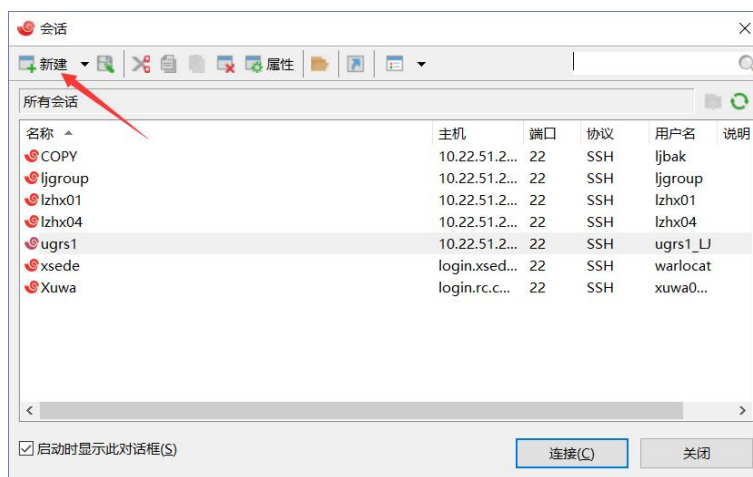 会话
新建 属性
所有会话
名称 主机 端口 协议 用户名 说明
COPY 10.22.51.2... 22 SSH ljbak
ljgroup 10.22.51.2... 22 SSH ljgroup
lzhx01 10.22.51.2... 22 SSH lzhx01
lzhx04 10.22.51.2... 22 SSH lzhx04
ugrs1 10.22.51.2... 22 SSH ugrs1_LJ
xsede login.xsed... 22 SSH warlocat
Xuwa login.rc.c... 22 SSH xuwa0...
启动时显示此对话框(S) 连接(C) 关闭